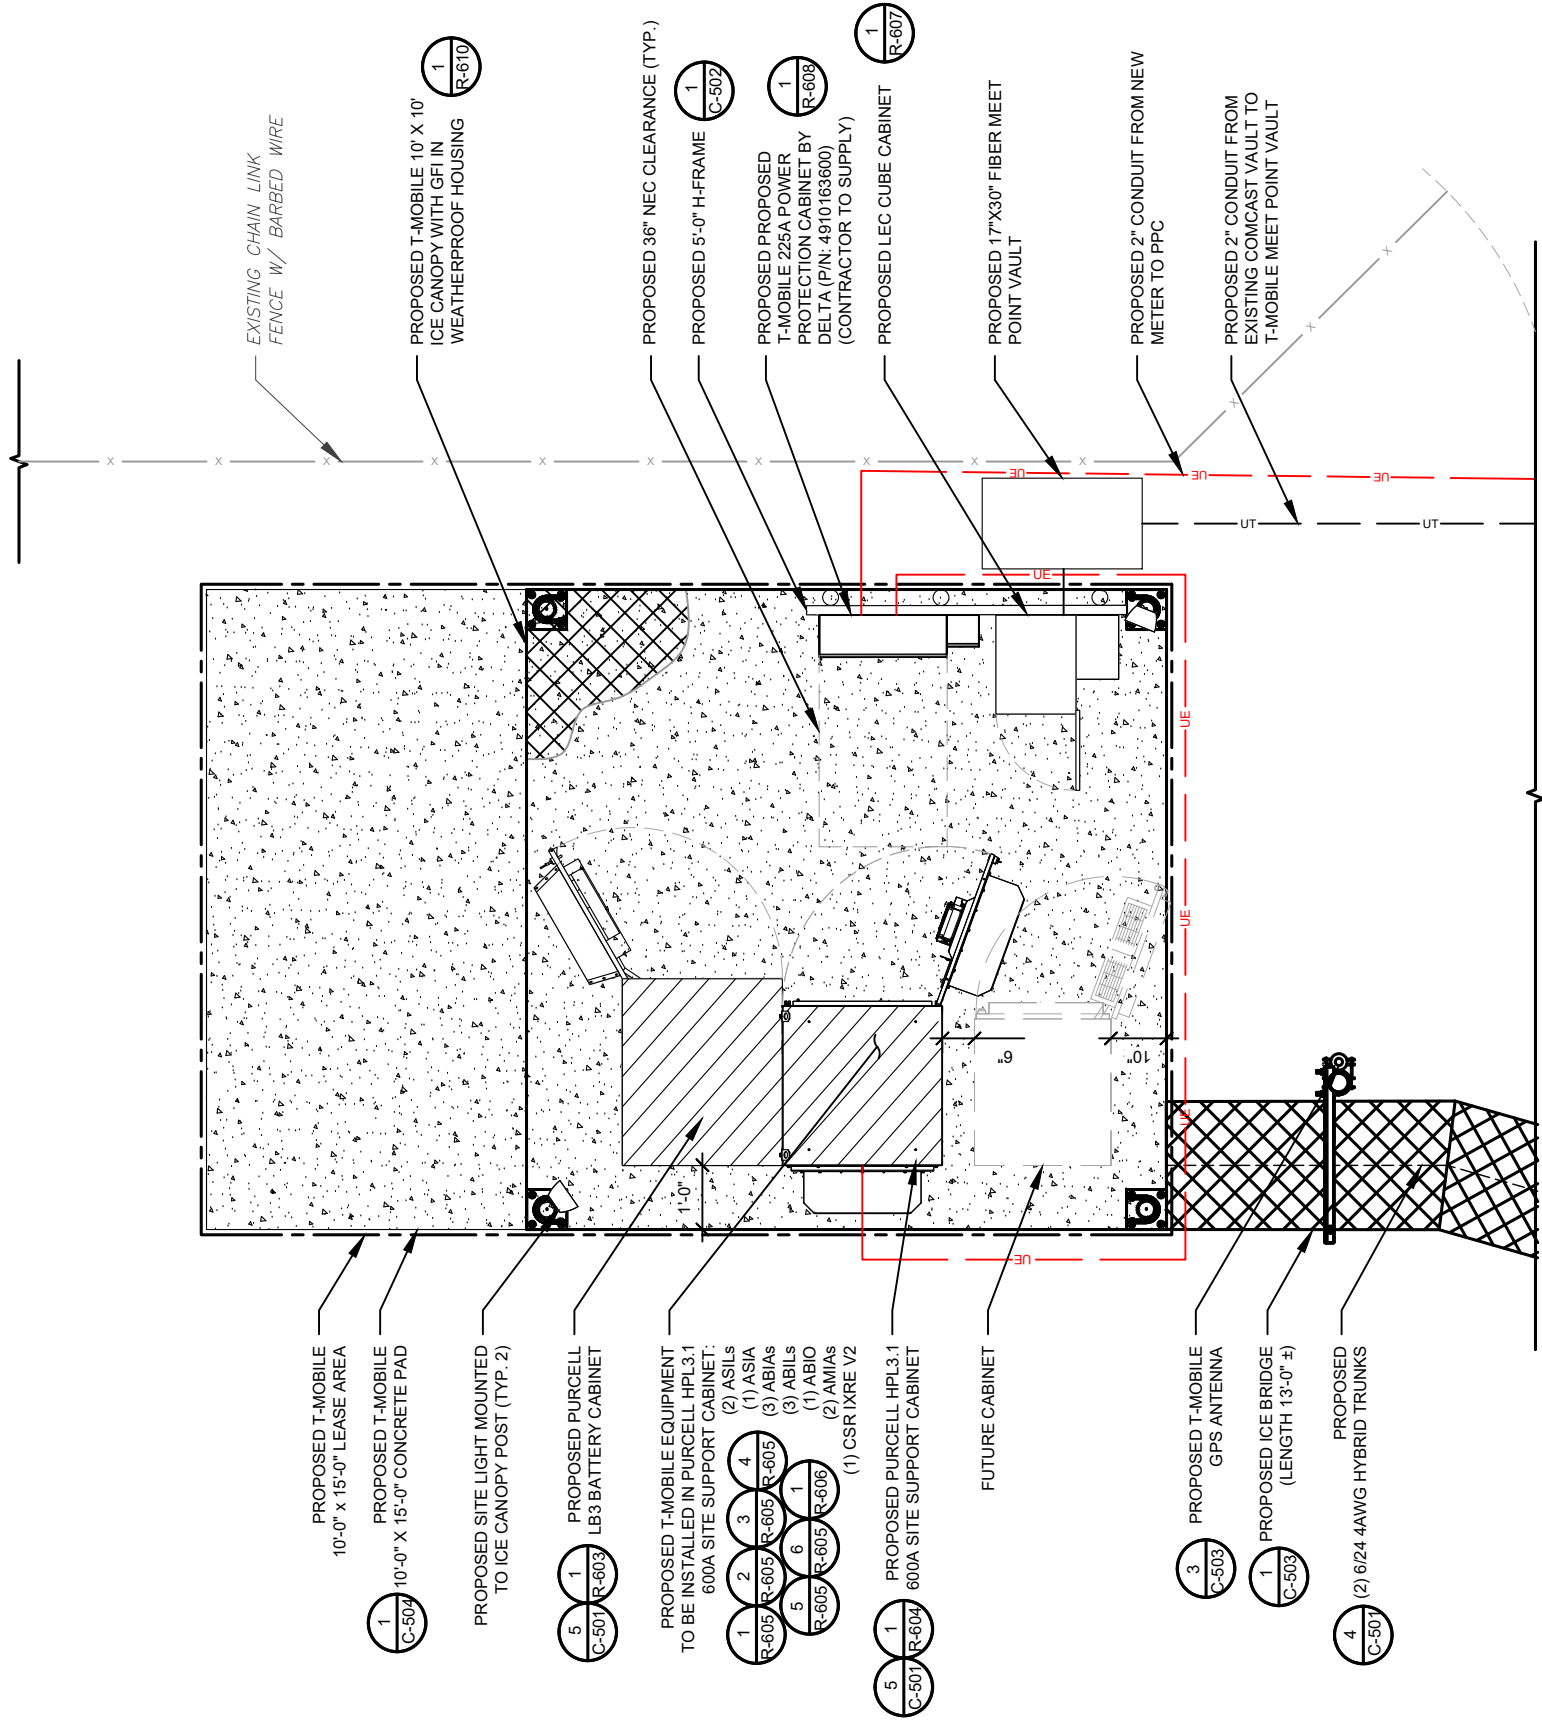 EXISTING CHAIN LINK
FENCE W/ BARBED WIRE
PROPOSED T-MOBILE 10' X 10'
ICE CANOPY WITH GFI IN
WEATHERPROOF HOUSING
1
R-610
PROPOSED 36" NEC CLEARANCE (TYP.)
PROPOSED 5'-0" H-FRAME
1
C-502
PROPOSED PROPOSED
T-MOBILE 225A POWER
PROTECTION CABINET BY
DELTA (P/N: 4910163600)
(CONTRACTOR TO SUPPLY)
1
R-608
PROPOSED LEC CUBE CABINET
1
R-607
PROPOSED 17"X30" FIBER MEET
POINT VAULT
PROPOSED 2" CONDUIT FROM NEW
METER TO PPC
PROPOSED 2" CONDUIT FROM
EXISTING COMCAST VAULT TO
T-MOBILE MEET POINT VAULT
X
X
X
X
X
X
X
X
X
X
X
X
X
UE
UE
UE
UT
UT
UE
UE
UE
UE
UE
6"
10"
1'-0"
PROPOSED T-MOBILE
10'-0" x 15'-0" LEASE AREA
PROPOSED T-MOBILE
10'-0" X 15'-0" CONCRETE PAD
1
C-504
PROPOSED SITE LIGHT MOUNTED
TO ICE CANOPY POST (TYP. 2)
PROPOSED PURCELL
LB3 BATTERY CABINET
5
C-501
1
R-603
PROPOSED T-MOBILE EQUIPMENT
TO BE INSTALLED IN PURCELL HPL3.1
600A SITE SUPPORT CABINET:
(2) ASILs
(1) ASIA
(3) ABIAs
(3) ABILs
(1) ABIO
(2) AMIAs
(1) CSR IXRE V2
1
R-605
2
R-605
3
R-605
4
R-605
5
R-605
6
R-605
1
R-606
PROPOSED PURCELL HPL3.1
600A SITE SUPPORT CABINET
5
C-501
1
R-604
FUTURE CABINET
PROPOSED T-MOBILE
GPS ANTENNA
3
C-503
PROPOSED ICE BRIDGE
(LENGTH 13'-0" ±)
1
C-503
PROPOSED
(2) 6/24 4AWG HYBRID TRUNKS
4
C-501